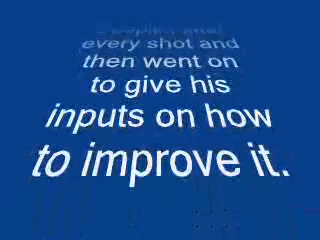 every shot and
then went on
to give his
inputs on how
to improve it.